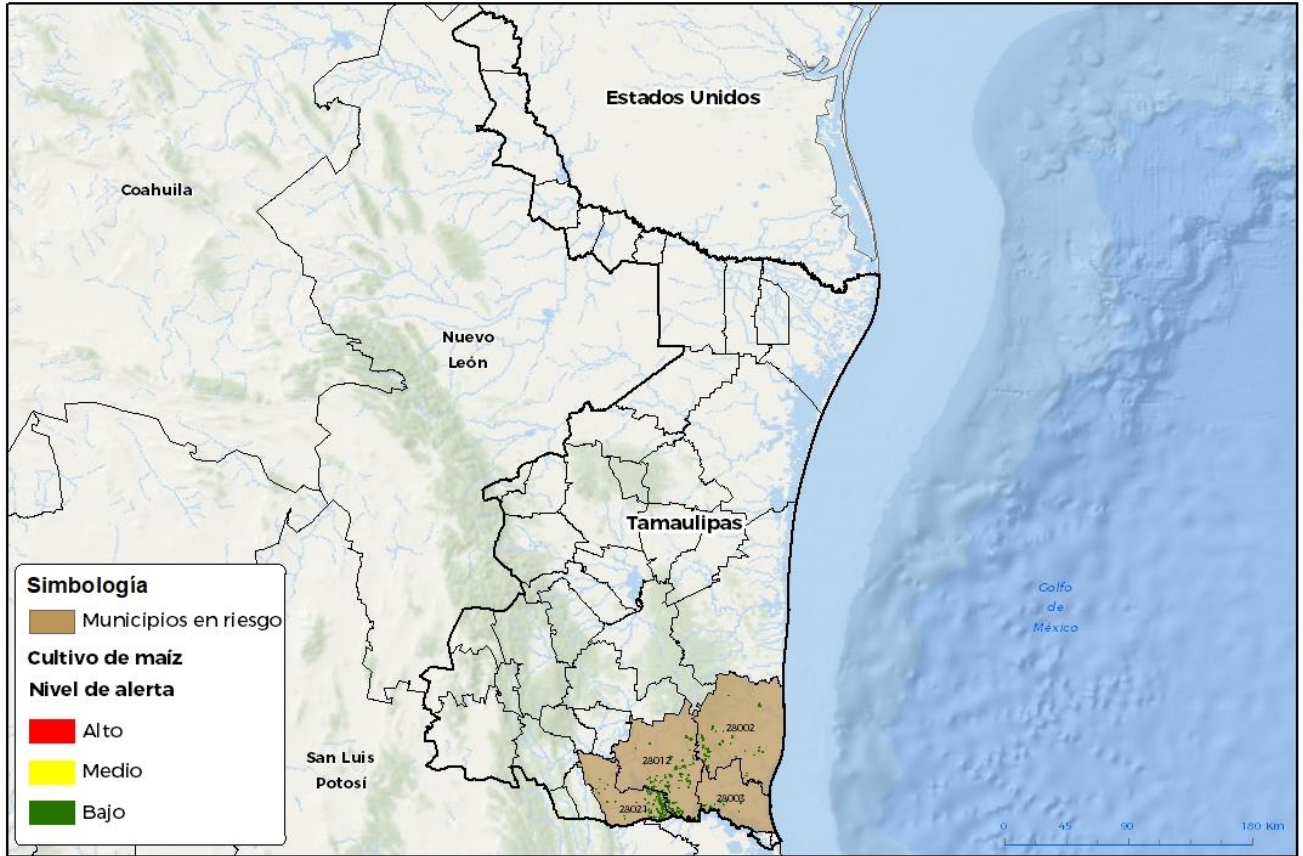 Estados Unidos
Coahuila
Nuevo
León
Tamaulipas
Golfo
de
México
San Luis
Potosí
28002
28012
28021
28003
Simbología
Municipios en riesgo
Cultivo de maíz
Nivel de alerta
Alto
Medio
Bajo
0 45 90 180 Km